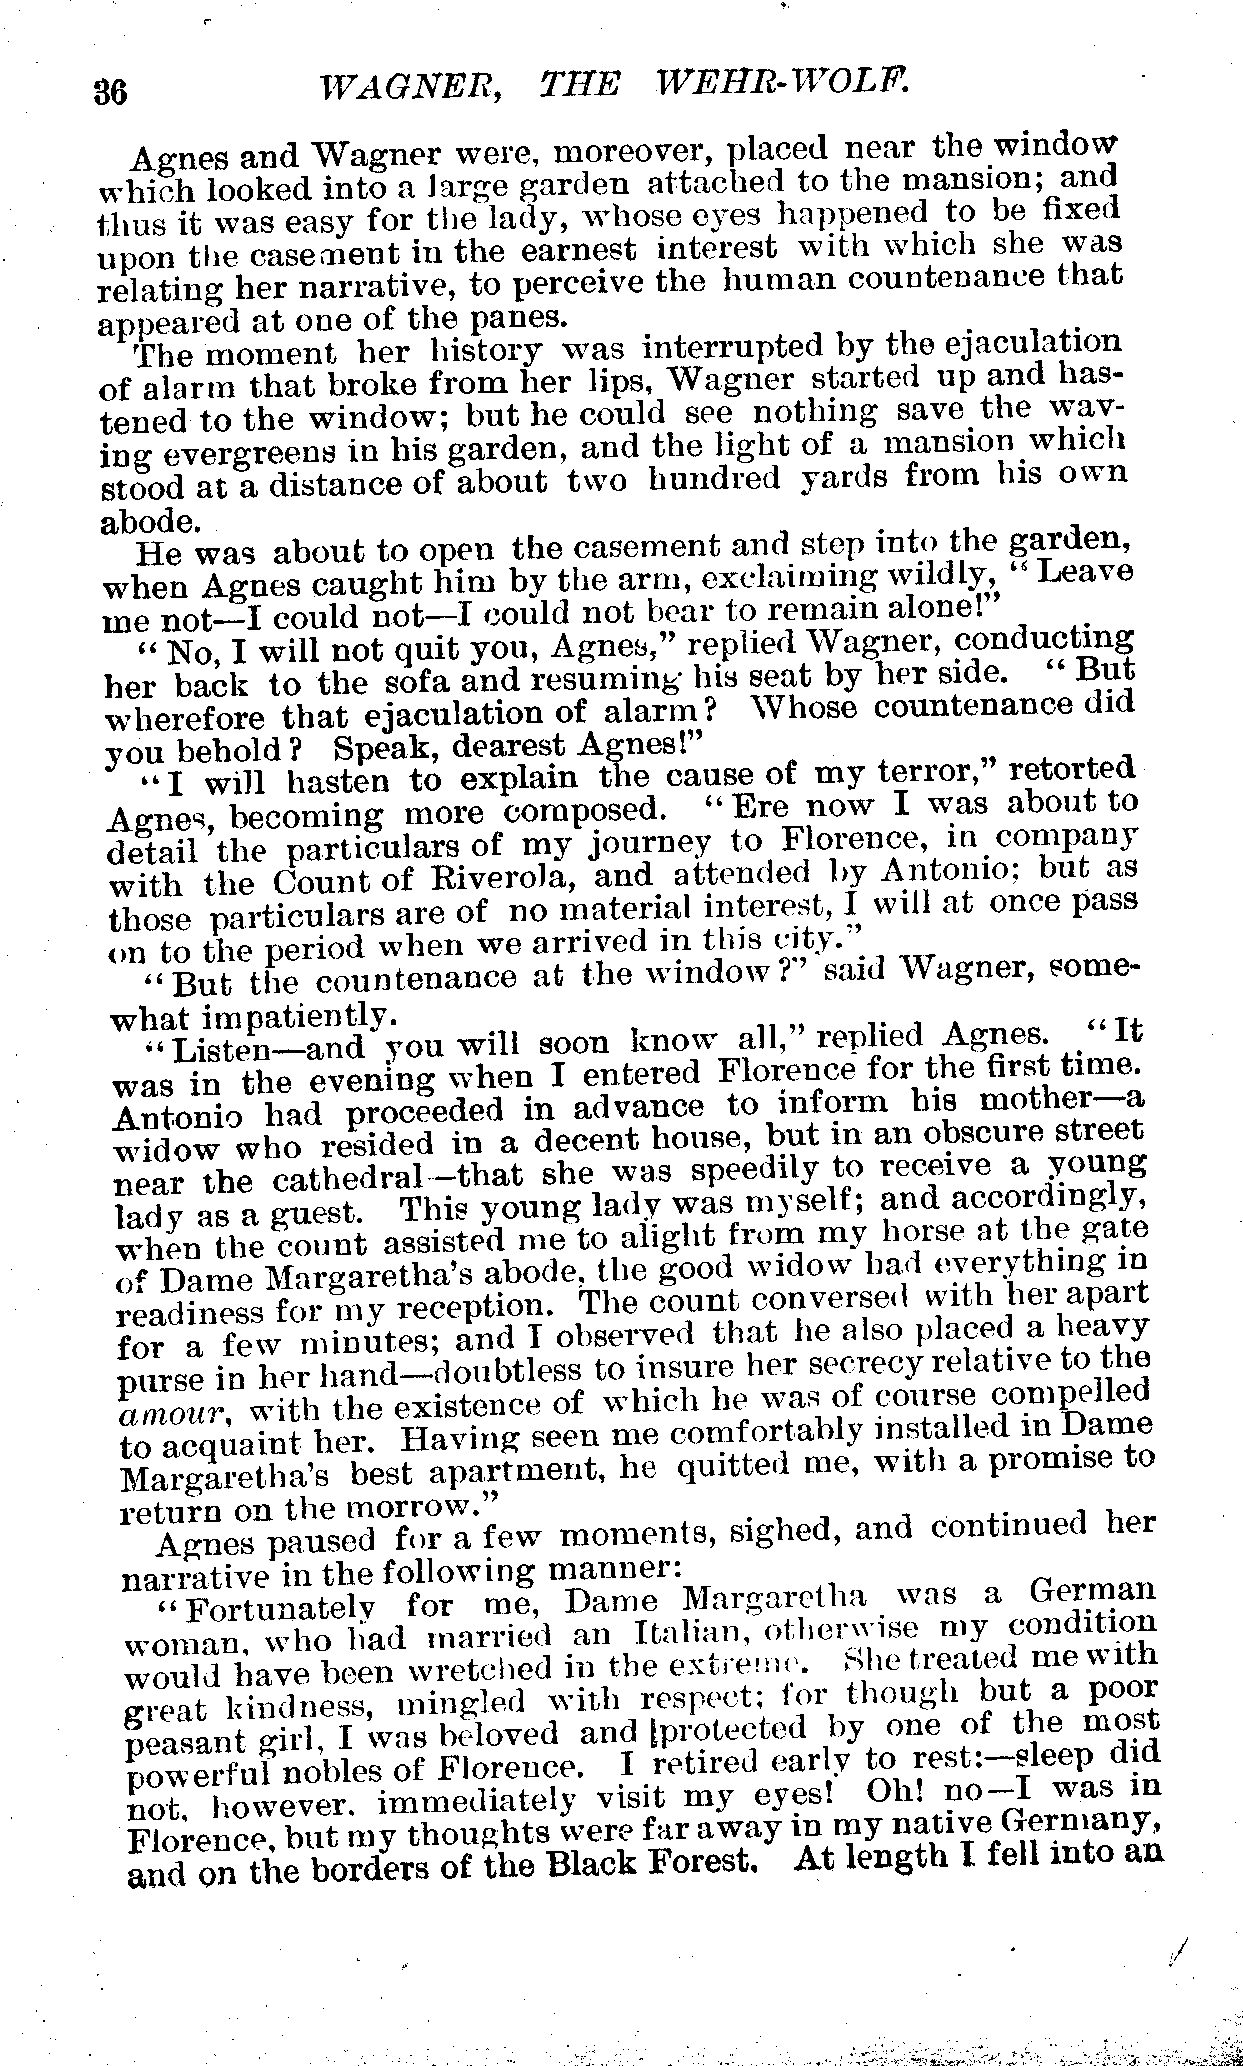 36 WAGNER, THE WEHR-WOLF.
Agnes and Wagner were, moreover, placed near the window
which looked into a large garden attached to the mansion; and
thus it was easy for the lady, whose eyes happened to be fixed
upon the casement in the earnest interest with which she was
relating her narrative, to perceive the human countenance that
appeared at one of the panes.
The moment her history was interrupted by the ejaculation
of alarm that broke from her lips, Wagner started up and has-
tened to the window; but he could see nothing save the wav-
ing evergreens in his garden, and the light of a mansion which
stood at a distance of about two hundred yards from his own
abode.
He was about to open the casement and step into the garden,
when Agnes caught him by the arm, exclaiming wildly, "Leave
me not—I could not—I could not bear to remain alone!"
"No, I will not quit you, Agnes," replied Wagner, conducting
her back to the sofa and resuming his seat by her side. "But
wherefore that ejaculation of alarm? Whose countenance did
you behold? Speak, dearest Agnes!"
"I will hasten to explain the cause of my terror," retorted
Agnes, becoming more composed. "Ere now I was about to
detail the particulars of my journey to Florence, in company
with the Count of Riverola, and attended by Antonio; but as
those particulars are of no material interest, I will at once pass
on to the period when we arrived in this city."
"But the countenance at the window?" said Wagner, some-
what impatiently.
"Listen—and you will soon know all," replied Agnes. "It
was in the evening when I entered Florence for the first time.
Antonio had proceeded in advance to inform his mother—a
widow who resided in a decent house, but in an obscure street
near the cathedral—that she was speedily to receive a young
lady as a guest. This young lady was myself; and accordingly,
when the count assisted me to alight from my horse at the gate
of Dame Margaretha's abode, the good widow had everything in
readiness for my reception. The count conversed with her apart
for a few minutes; and I observed that he also placed a heavy
purse in her hand—doubtless to insure her secrecy relative to the
amour, with the existence of which he was of course compelled
to acquaint her. Having seen me comfortably installed in Dame
Margaretha's best apartment, he quitted me, with a promise to
return on the morrow."
Agnes paused for a few moments, sighed, and continued her
narrative in the following manner:
"Fortunately for me, Dame Margaretha was a German
woman, who had married an Italian, otherwise my condition
would have been wretched in the extreme. She treated me with
great kindness, mingled with respect; for though but a poor
peasant girl, I was beloved and [protected by one of the most
powerful nobles of Florence. I retired early to rest:—sleep did
not, however, immediately visit my eyes! Oh! no—I was in
Florence, but my thoughts were far away in my native Germany,
and on the borders of the Black Forest. At length I fell into an